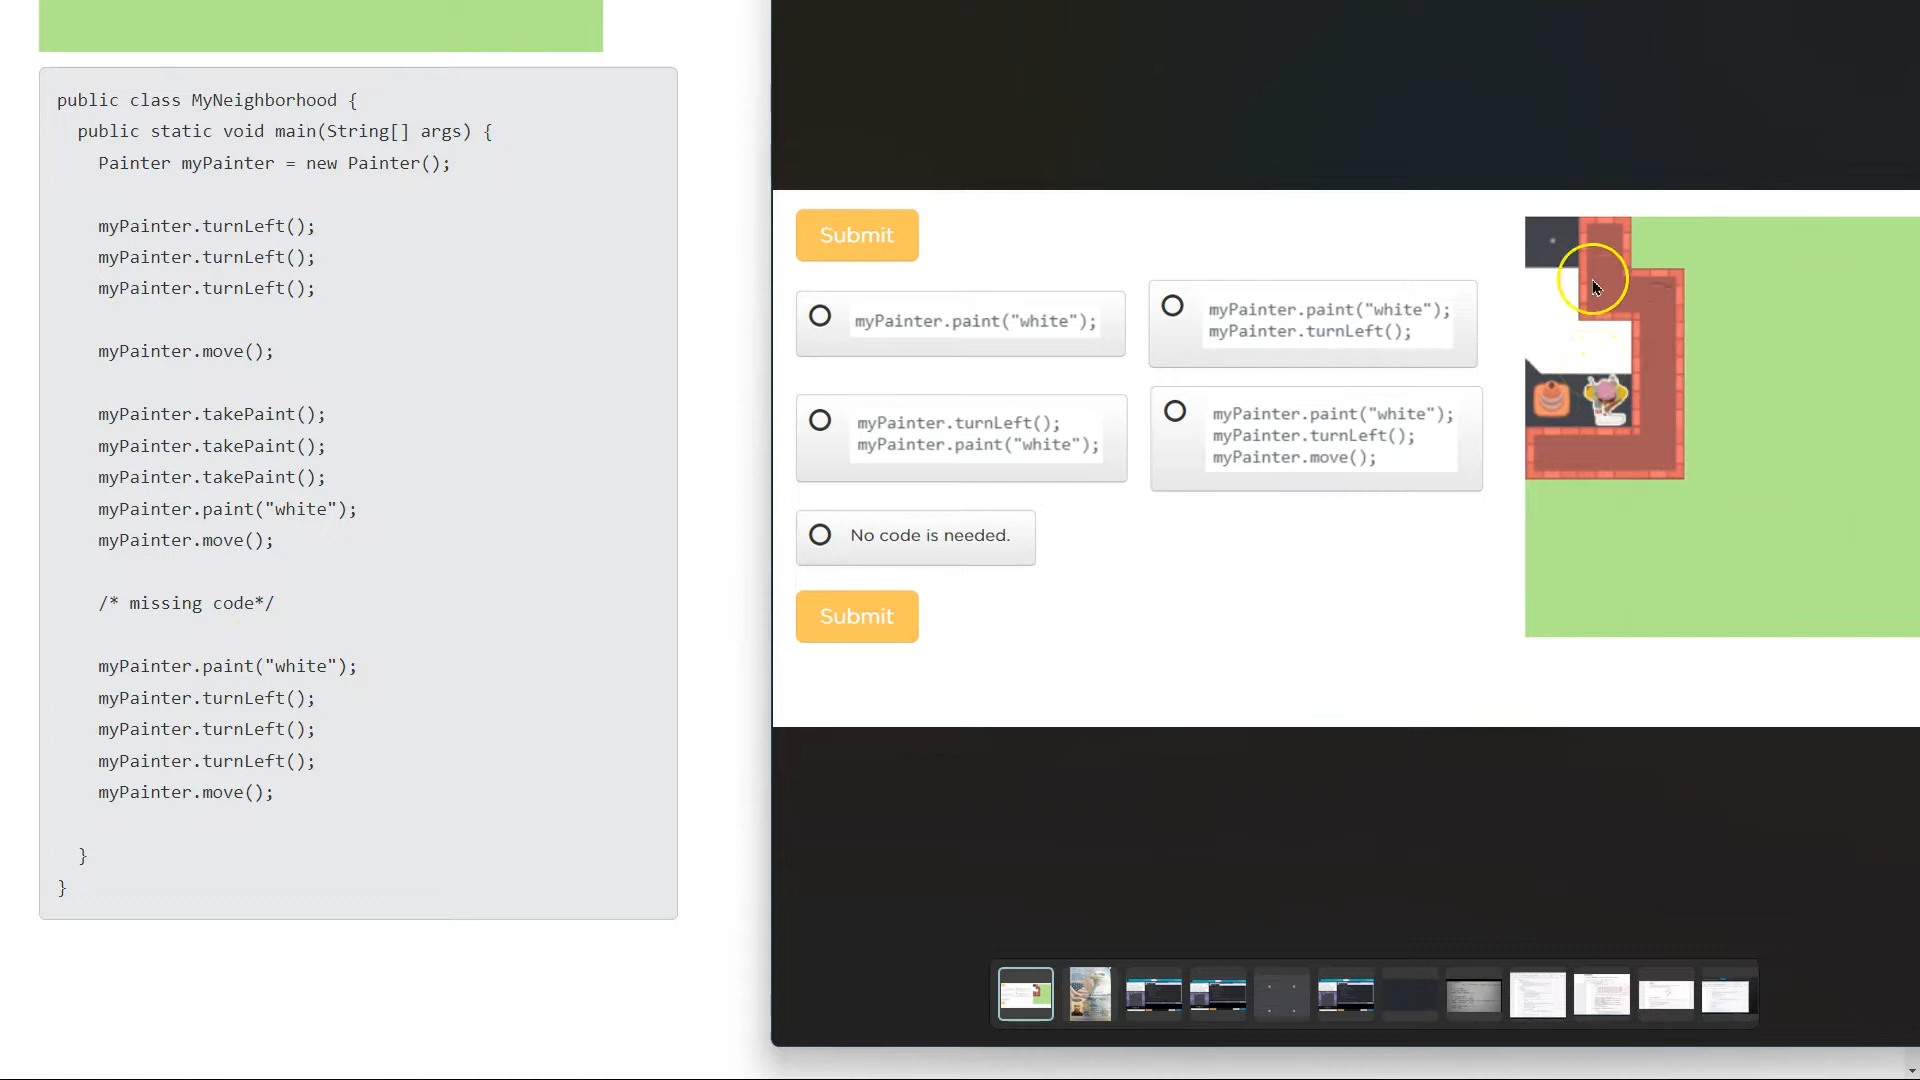 public class MyNeighborhood {
public static void main(String[] args) {
Painter myPainter = new Painter();
myPainter.turnLeft();
myPainter.turnLeft();
myPainter.turnLeft();
myPainter.move();
myPainter.takePaint();
myPainter.takePaint();
myPainter.takePaint();
myPainter.paint("white");
myPainter.move();
/* missing code*/
myPainter.paint("white");
myPainter.turnLeft();
myPainter.turnLeft();
myPainter.turnLeft();
myPainter.move();
}
}
Submit
myPainter.paint("white");
myPainter.paint("white");
myPainter.turnLeft();
myPainter.turnLeft();
myPainter.paint("white");
myPainter.paint("white");
myPainter.turnLeft();
myPainter.move();
No code is needed.
Submit